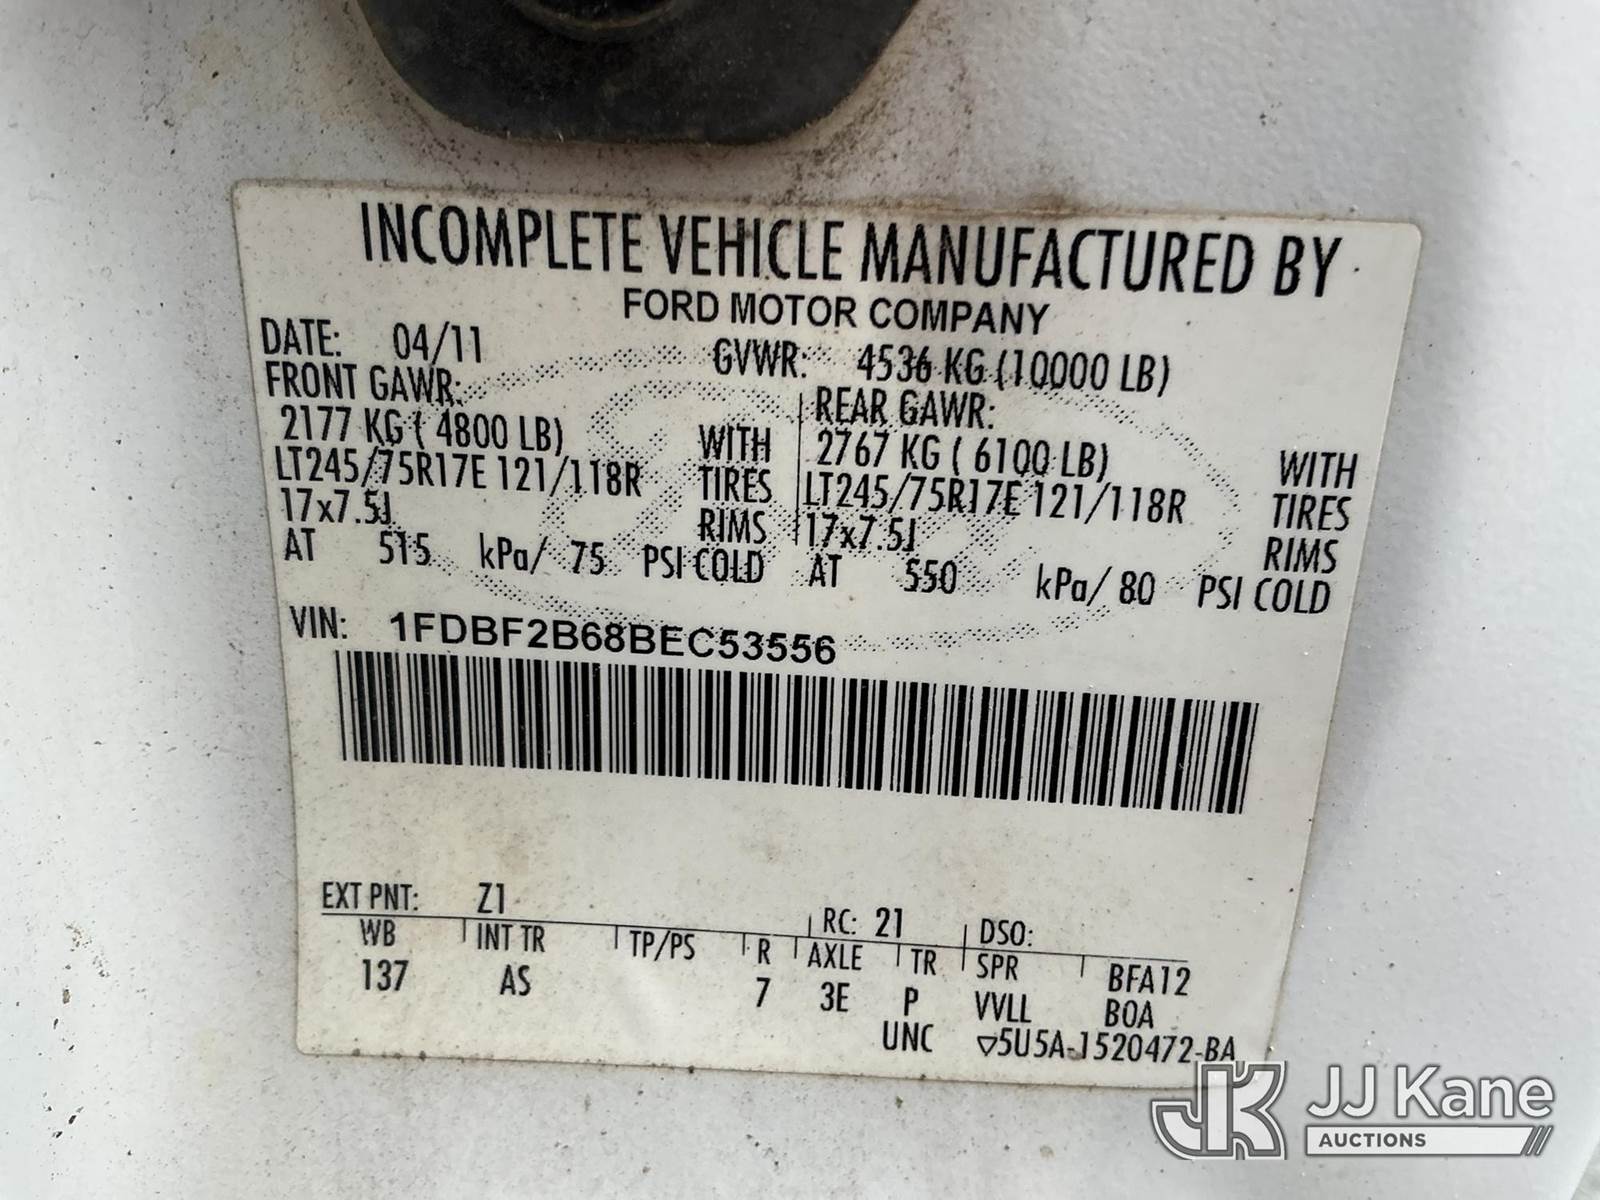 INCOMPLETE VEHICLE MANUFACTURED BY
FORD MOTOR COMPANY
DATE: 04/11 GVWR: 4536 KG (10000 LB)
FRONT GAWR: REAR GAWR:
2177 KG ( 4800 LB) WITH 2767 KG ( 6100 LB) WITH
LT245/75R17E 121/118R TIRES LT245/75R17E 121/118R TIRES
17x7.5J RIMS 17x7.5J RIMS
AT 515 kPa/ 75 PSI COLD AT 550 kPa/ 80 PSI COLD
VIN: 1FDBF2B68BEC53556
EXT PNT: Z1 RC: 21 DSO:
WB INT TR TP/PS R AXLE TR SPR BFA12
137 AS 7 3E P VVLL BOA
UNC ▽5U5A-1520472-BA
JK JJ Kane
AUCTIONS